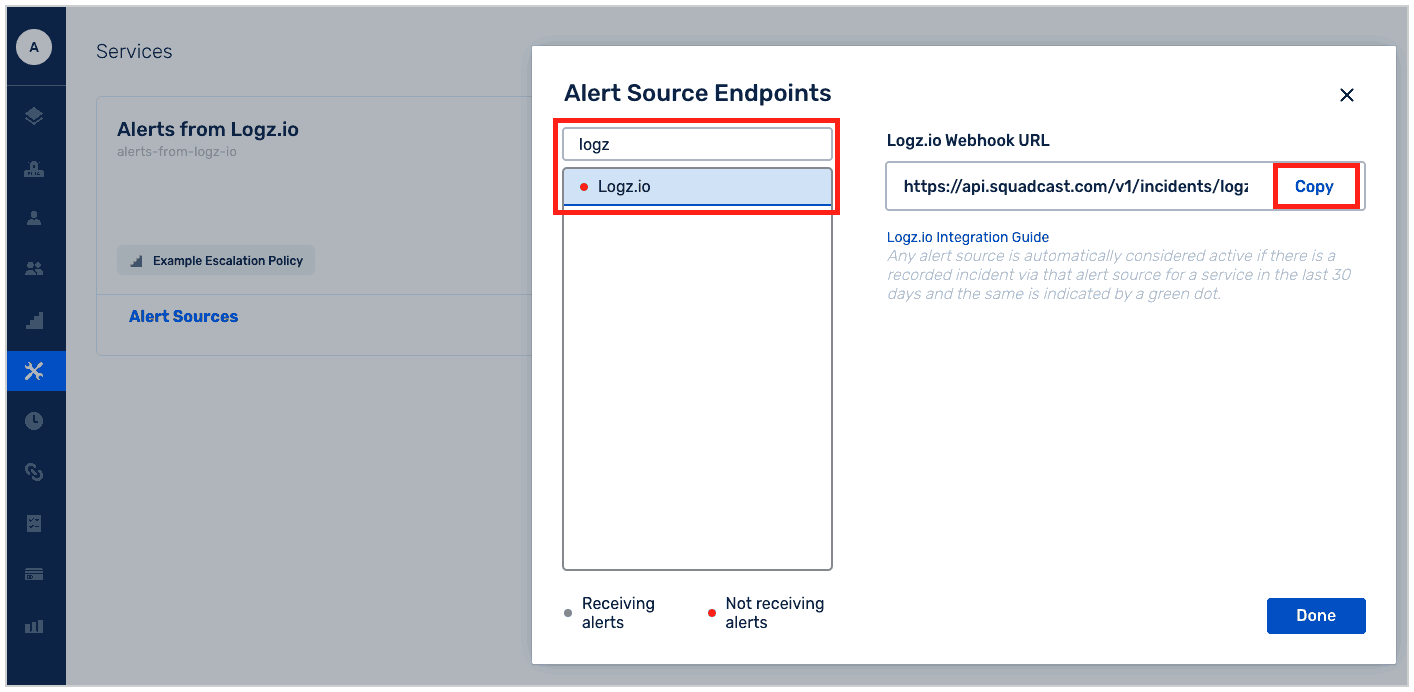 A
Services
Alerts from Logz.io
alerts-from-logz-io
Example Escalation Policy
Alert Sources
Alert Source Endpoints
logz
Logz.io
Receiving
alerts
Not receiving
alerts
Logz.io Webhook URL
https://api.squadcast.com/v1/incidents/logz
Copy
Logz.io Integration Guide
Any alert source is automatically considered active if there is a
recorded incident via that alert source for a service in the last 30
days and the same is indicated by a green dot.
Done